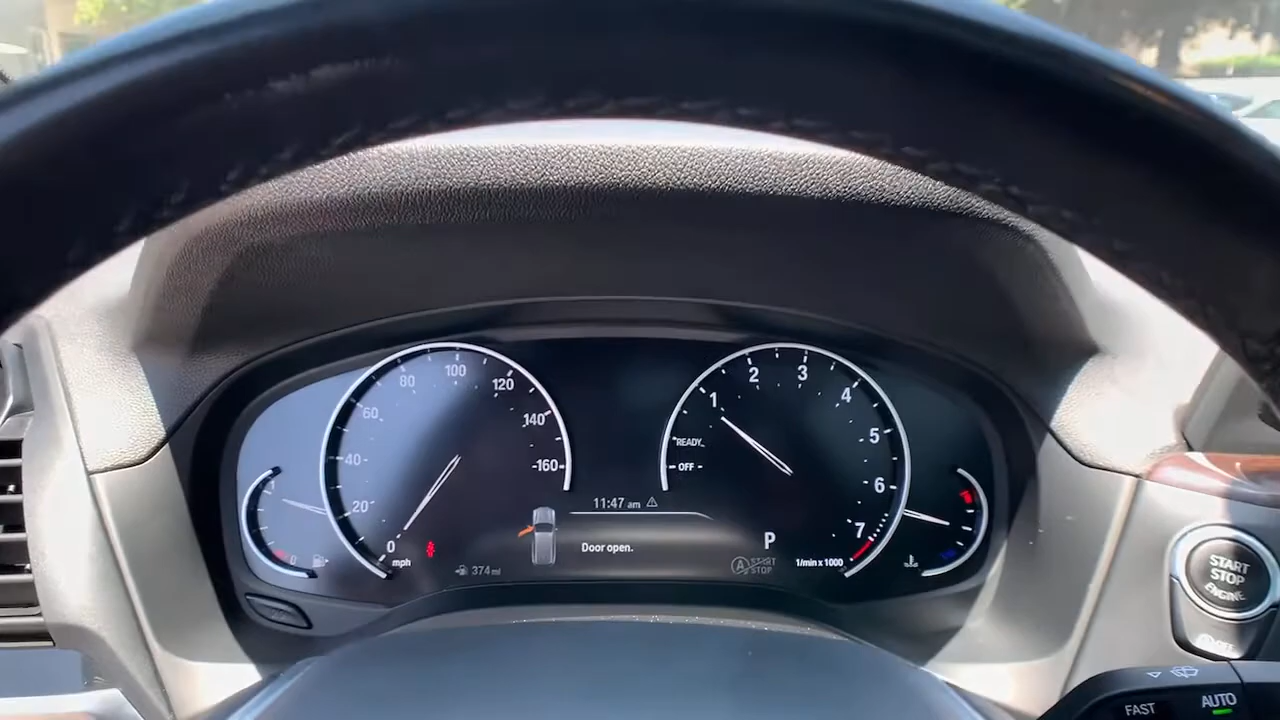 80
100
120
60
140
40
-160-
20
0
mph
374 mi
11:47 am
Door open.
1
2
3
4
5
6
7
READY
OFF
P
A START
STOP
1/min x 1000
START
STOP
ENGINE
OFF
FAST
AUTO